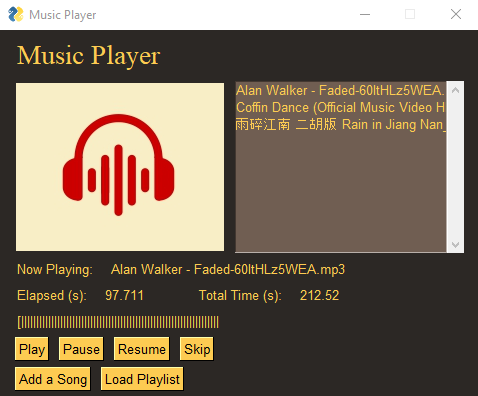 Music Player
Music Player
Alan Walker - Faded-60ltHLz5WEA.
Coffin Dance (Official Music Video H
雨碎江南 二胡版 Rain in Jiang Nan_
Now Playing: Alan Walker - Faded-60ltHLz5WEA.mp3
Elapsed (s): 97.711 Total Time (s): 212.52
[||||||||||||||||||||||||||||||||||||||||||||||||||||||||||||||||||
Play Pause Resume Skip
Add a Song Load Playlist